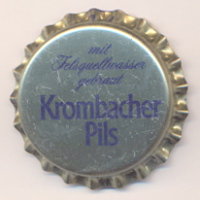 mit
Felsquellwasser
gebraut
Krombacher
Pils